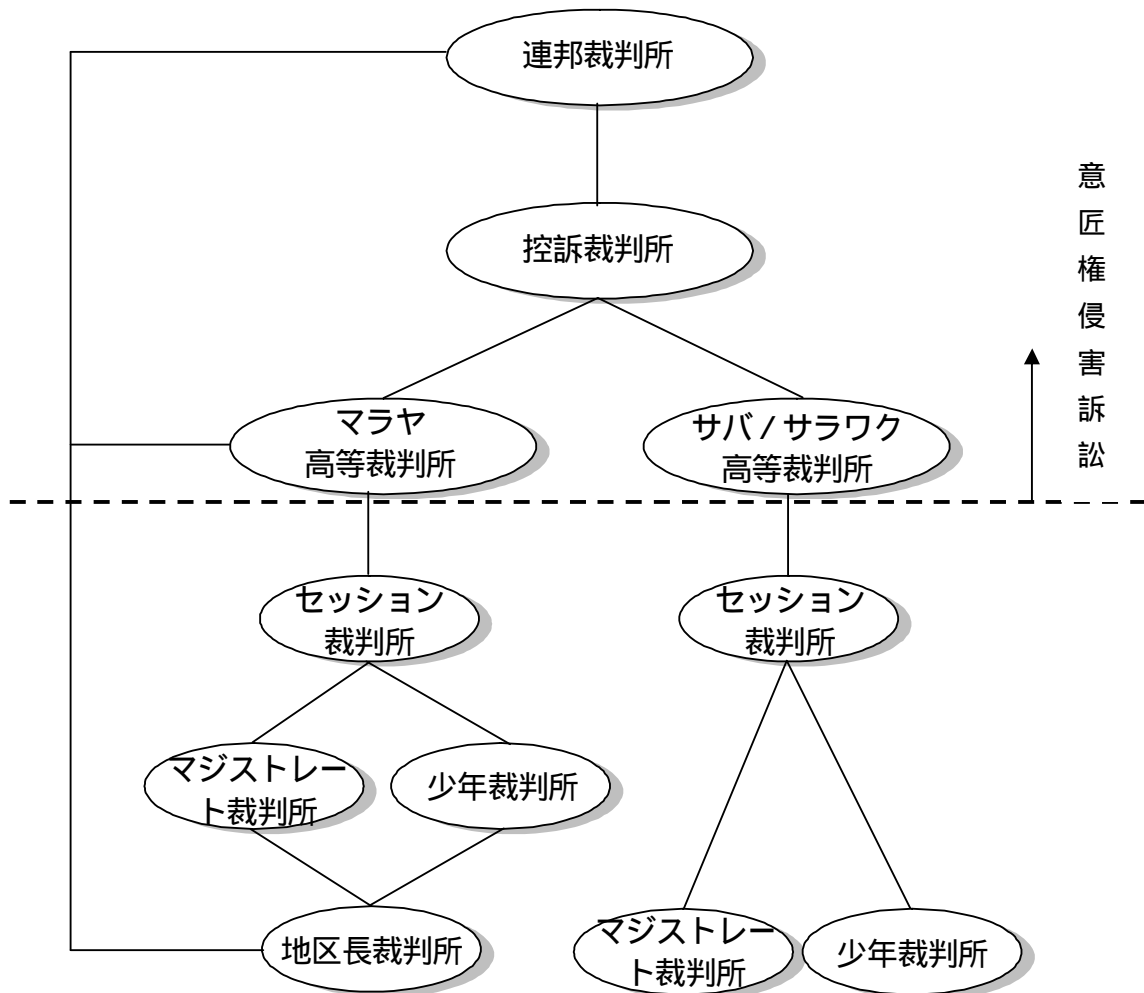 連邦裁判所
控訴裁判所
意匠権侵害訴訟
マラヤ
高等裁判所
サバ / サラワク
高等裁判所
セッション
裁判所
セッション
裁判所
マジストレー
ト裁判所
少年裁判所
地区長裁判所
マジストレー
ト裁判所
少年裁判所